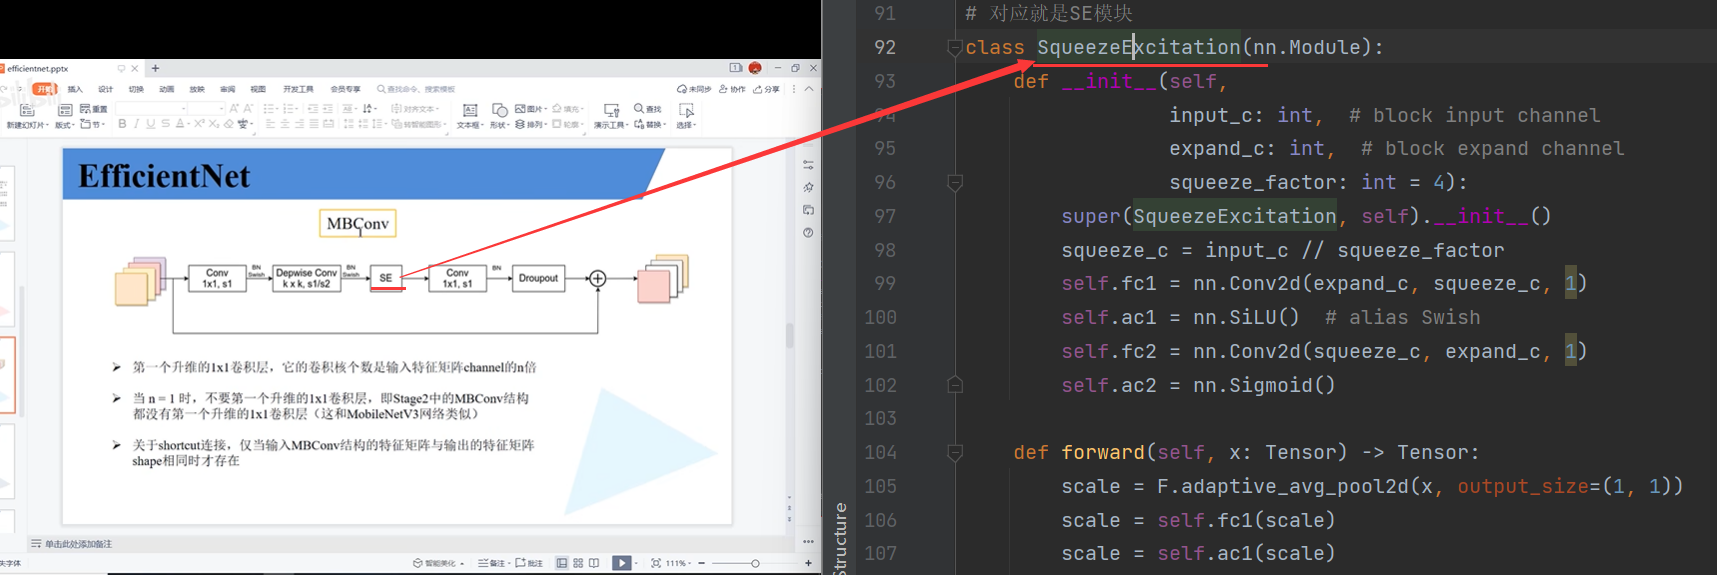 efficientnet.pptx
开始 插入 设计 切换 动画 放映 审阅 视图 开发工具 会员专享 查找命令、搜索模板
未同步 协作 分享
重置
对齐文本
图片 填充
查找
新建幻灯片 版式 节
B I U S A X² X₂
转智能图形
文本框 形状 排列 轮廓
演示工具 替换 选择
EfficientNet
MBConv
Conv
1x1, s1
BN
Swish
Depwise Conv
k x k, s1/s2
BN
Swish
SE
Conv
1x1, s1
BN
Droupout
第一个升维的1x1卷积层，它的卷积核个数是输入特征矩阵channel的n倍
当 n = 1 时，不要第一个升维的1x1卷积层，即Stage2中的MBConv结构
都没有第一个升维的1x1卷积层（这和MobileNetV3网络类似）
关于shortcut连接，仅当输入MBConv结构的特征矩阵与输出的特征矩阵
shape相同时才存在
单击此处添加备注
失字体
智能美化 备注 批注 111%
Structure
91 # 对应就是SE模块
92 class SqueezeExcitation(nn.Module):
93 def __init__(self,
94 input_c: int, # block input channel
95 expand_c: int, # block expand channel
96 squeeze_factor: int = 4):
97 super(SqueezeExcitation, self).__init__()
98 squeeze_c = input_c // squeeze_factor
99 self.fc1 = nn.Conv2d(expand_c, squeeze_c, 1)
100 self.ac1 = nn.SiLU() # alias Swish
101 self.fc2 = nn.Conv2d(squeeze_c, expand_c, 1)
102 self.ac2 = nn.Sigmoid()
103
104 def forward(self, x: Tensor) -> Tensor:
105 scale = F.adaptive_avg_pool2d(x, output_size=(1, 1))
106 scale = self.fc1(scale)
107 scale = self.ac1(scale)